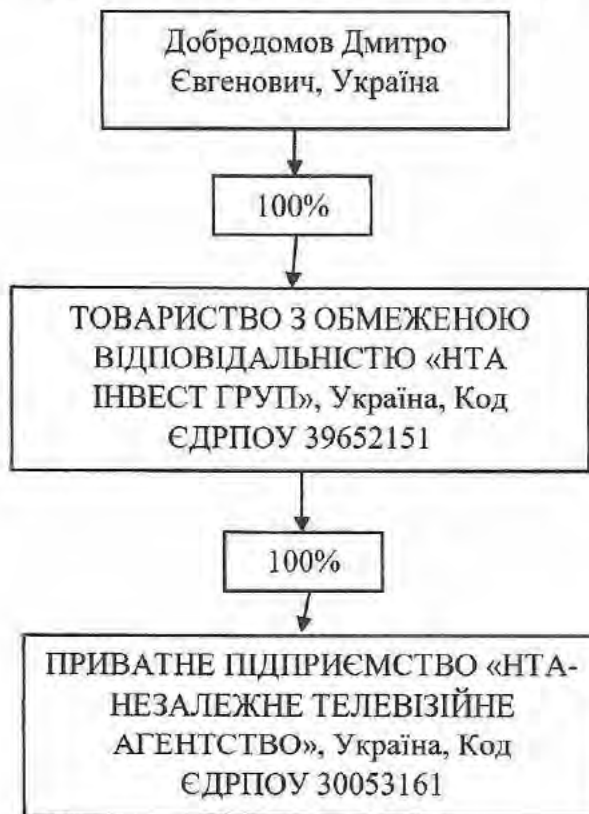 Добродомов Дмитро
Євгенович, Україна
100%
ТОВАРИСТВО З ОБМЕЖЕНОЮ
ВІДПОВІДАЛЬНІСТЮ «НТА
ІНВЕСТ ГРУП», Україна, Код
ЄДРПОУ 39652151
100%
ПРИВАТНЕ ПІДПРИЄМСТВО «НТА-
НЕЗАЛЕЖНЕ ТЕЛЕВІЗІЙНЕ
АГЕНТСТВО», Україна, Код
ЄДРПОУ 30053161